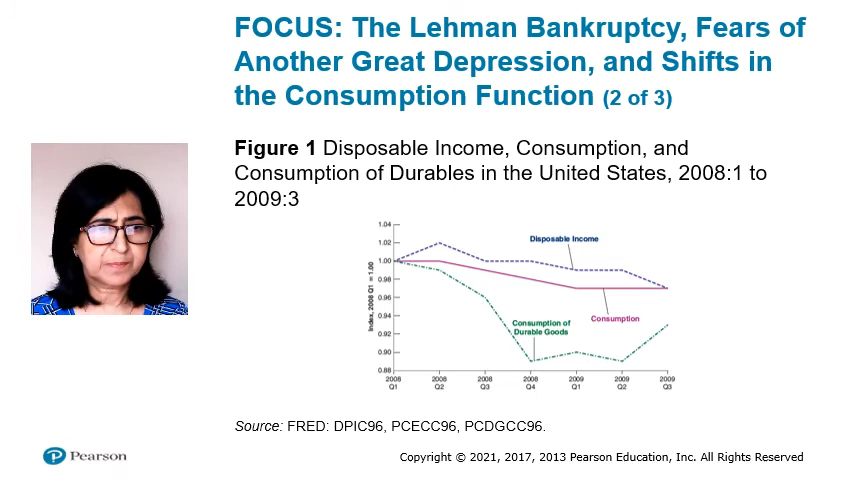 FOCUS: The Lehman Bankruptcy, Fears of
Another Great Depression, and Shifts in
the Consumption Function (2 of 3)
Figure 1 Disposable Income, Consumption, and
Consumption of Durables in the United States, 2008:1 to
2009:3
Index, 2008 Q1 = 1.00
1.04
1.02
1.00
0.98
0.96
0.94
0.92
0.90
0.88
Disposable Income
Consumption
Consumption of
Durable Goods
2008 2008 2008 2008 2009 2009 2009
Q1 Q2 Q3 Q4 Q1 Q2 Q3
Source: FRED: DPIC96, PCECC96, PCDGCC96.
Pearson
Copyright © 2021, 2017, 2013 Pearson Education, Inc. All Rights Reserved